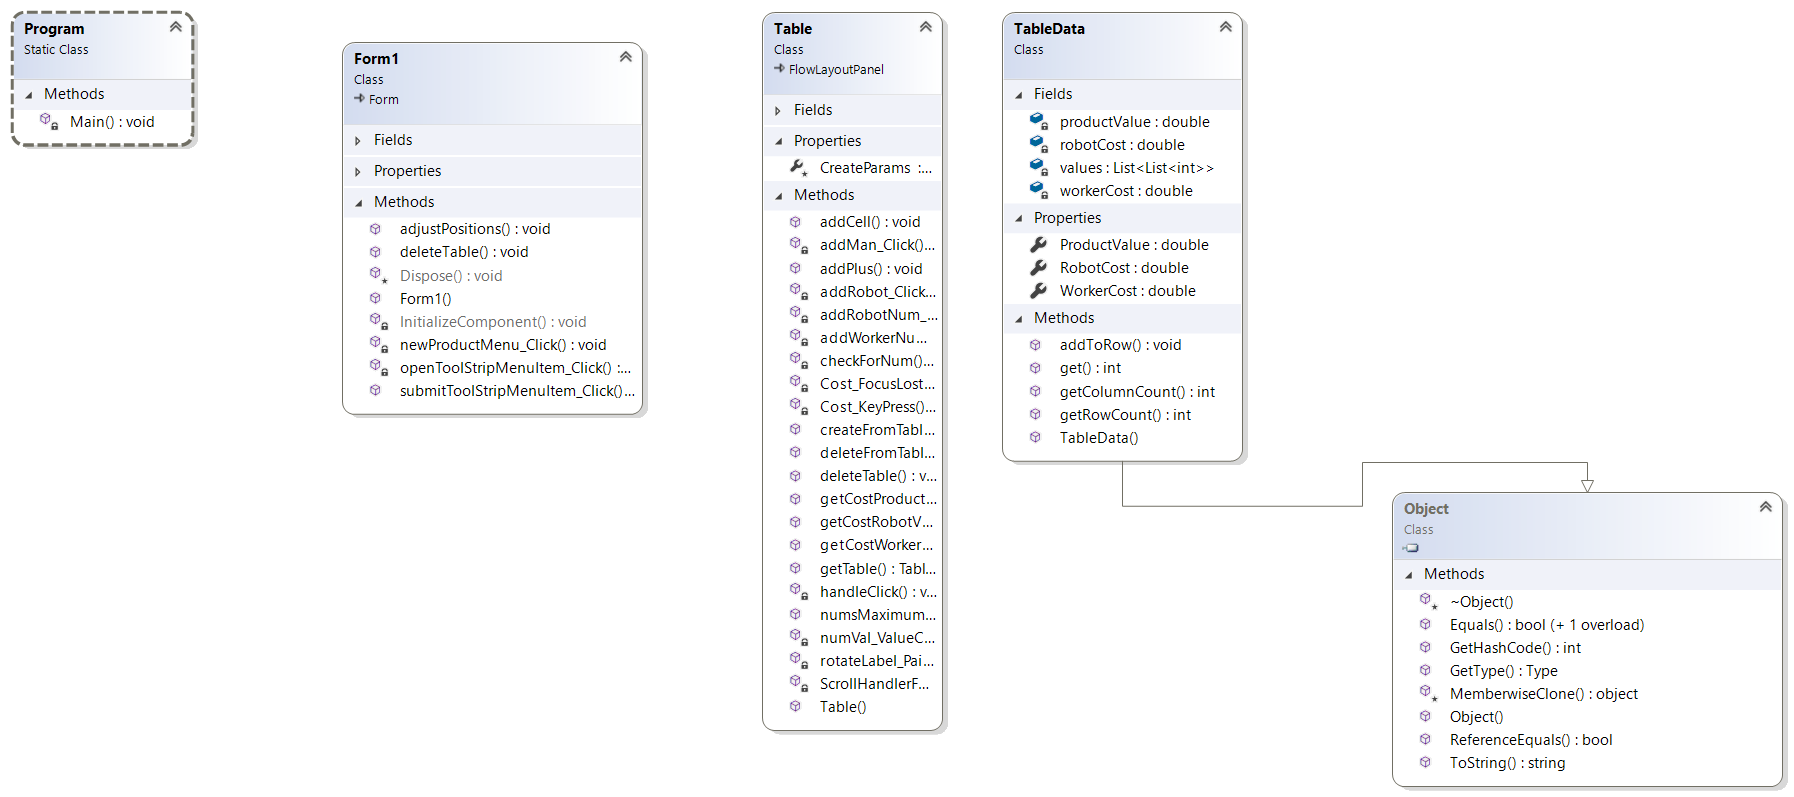 Program
Static Class
Methods
Main() : void
Form1
Class
Form
Fields
Properties
Methods
adjustPositions() : void
deleteTable() : void
Dispose() : void
Form1()
InitializeComponent() : void
newProductMenu_Click() : void
openToolStripMenuItem_Click() :...
submitToolStripMenuItem_Click()...
Table
Class
FlowLayoutPanel
Fields
Properties
CreateParams :...
Methods
addCell() : void
addMan_Click()...
addPlus() : void
addRobot_Click...
addRobotNum_...
addWorkerNu...
checkForNum()...
Cost_FocusLost...
Cost_KeyPress()...
createFromTabl...
deleteFromTabl...
deleteTable() : v...
getCostProduct...
getCostRobotV...
getCostWorker...
getTable() : Tabl...
handleClick() : v...
numsMaximum...
numVal_ValueC...
rotateLabel_Pai...
ScrollHandlerF...
Table()
TableData
Class
Fields
productValue : double
robotCost : double
values : List<List<int>>
workerCost : double
Properties
ProductValue : double
RobotCost : double
WorkerCost : double
Methods
addToRow() : void
get() : int
getColumnCount() : int
getRowCount() : int
TableData()
Object
Class
Methods
~Object()
Equals() : bool (+ 1 overload)
GetHashCode() : int
GetType() : Type
MemberwiseClone() : object
Object()
ReferenceEquals() : bool
ToString() : string